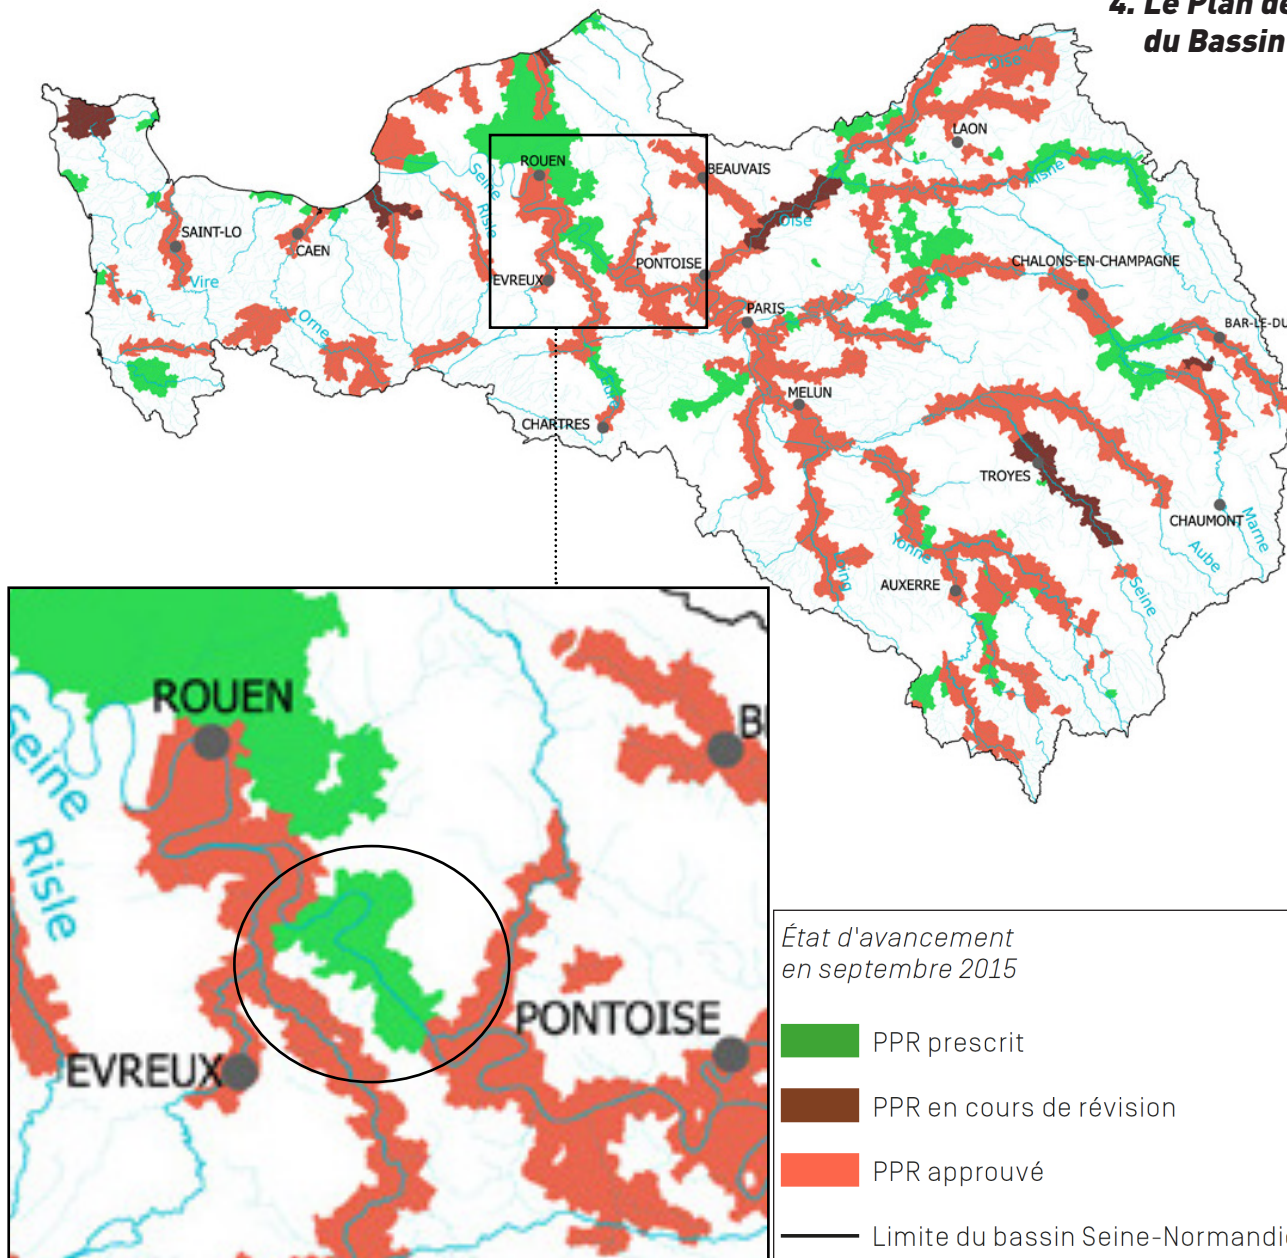 4. Le Plan de
du Bassin
Oise
LAON
Aisne
ROUEN
Seine
Risle
BEAUVAIS
Oise
SAINT-LO
CAEN
Vire
Orne
EVREUX
PONTOISE
CHALONS-EN-CHAMPAGNE
PARIS
BAR-LE-DU
MELUN
Eure
CHARTRES
TROYES
CHAUMONT
Marne
Aube
Seine
Yonne
Loing
AUXERRE
ROUEN
Seine
Risle
B
EVREUX
PONTOISE
État d'avancement
en septembre 2015
PPR prescrit
PPR en cours de révision
PPR approuvé
Limite du bassin Seine-Normandi